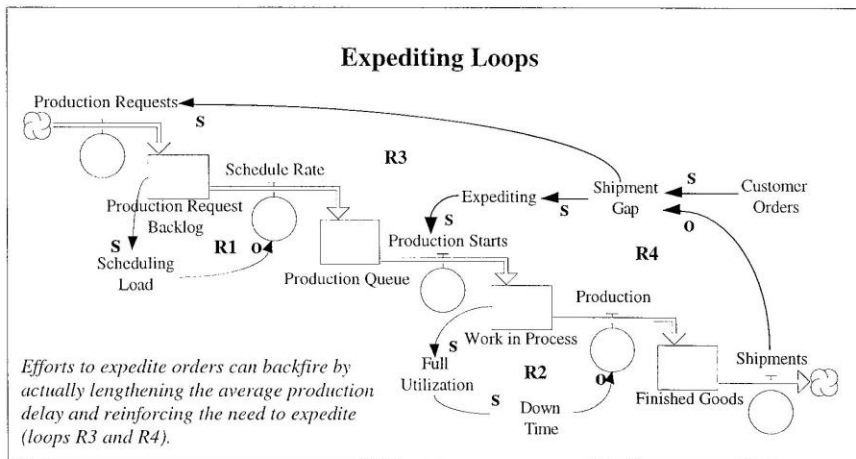 Expediting Loops
Production Requests
S
R3
Schedule Rate
Production Request
Backlog
S
R1
O
Scheduling
Load
Production Queue
Expediting
S
Shipment
Gap
S
Customer
Orders
S
Production Starts
O
R4
Work in Process
Production
S
Full
Utilization
R2
S
Down
Time
O
Finished Goods
Shipments
Efforts to expedite orders can backfire by
actually lengthening the average production
delay and reinforcing the need to expedite
(loops R3 and R4).